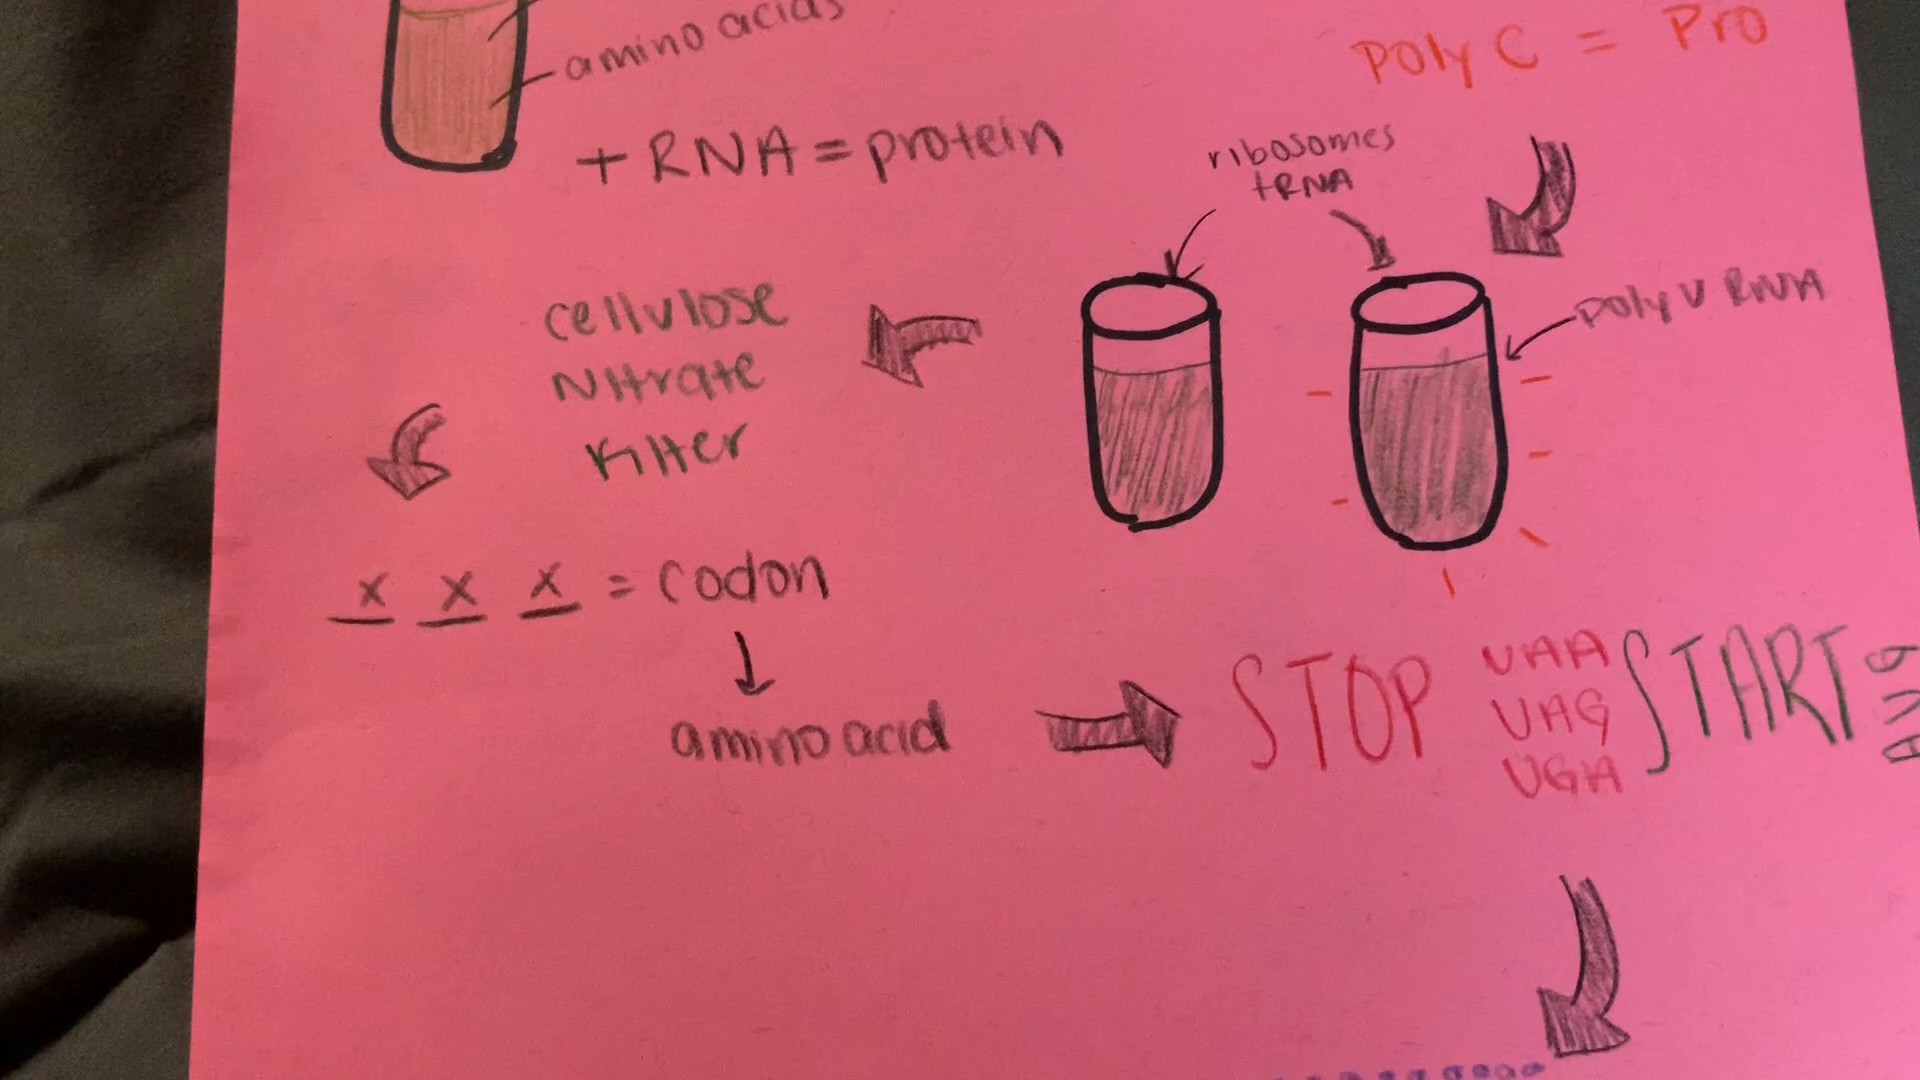 amino acids
poly C = Pro
+ RNA = protein
ribosomes
tRNA
poly U RNA
cellulose
Nitrate
Filter
x x x = codon
amino acid
STOP
UAA
UAG
UGA
START
AUG